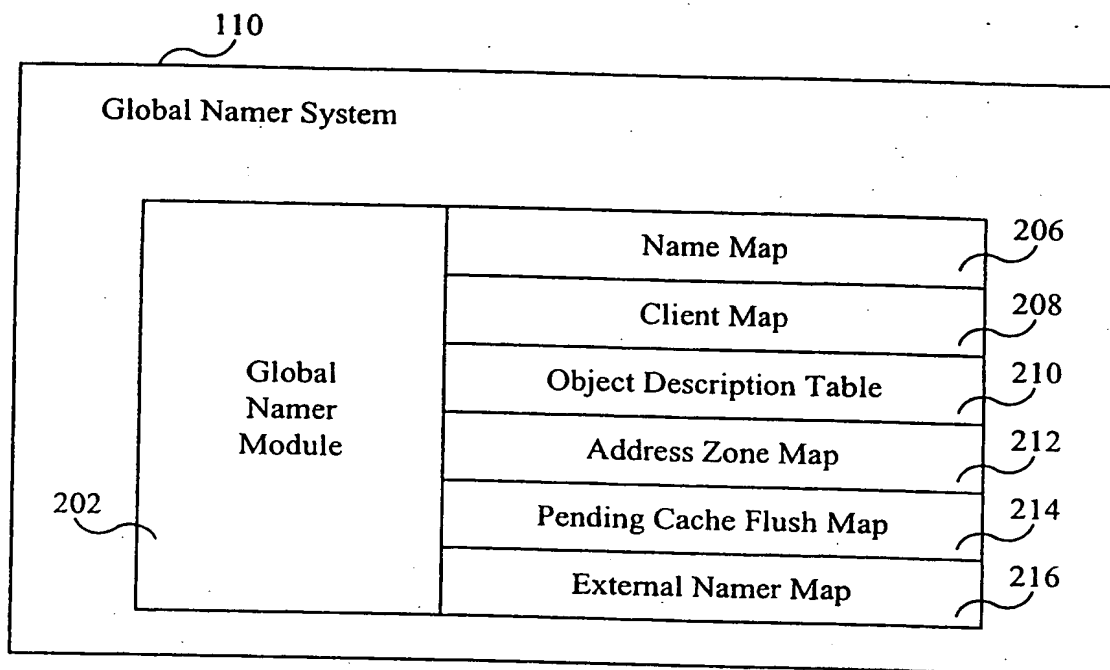 110
Global Namer System
Name Map
206
Client Map
208
Global
Namer
Module
Object Description Table
210
Address Zone Map
212
202
Pending Cache Flush Map
214
External Namer Map
216